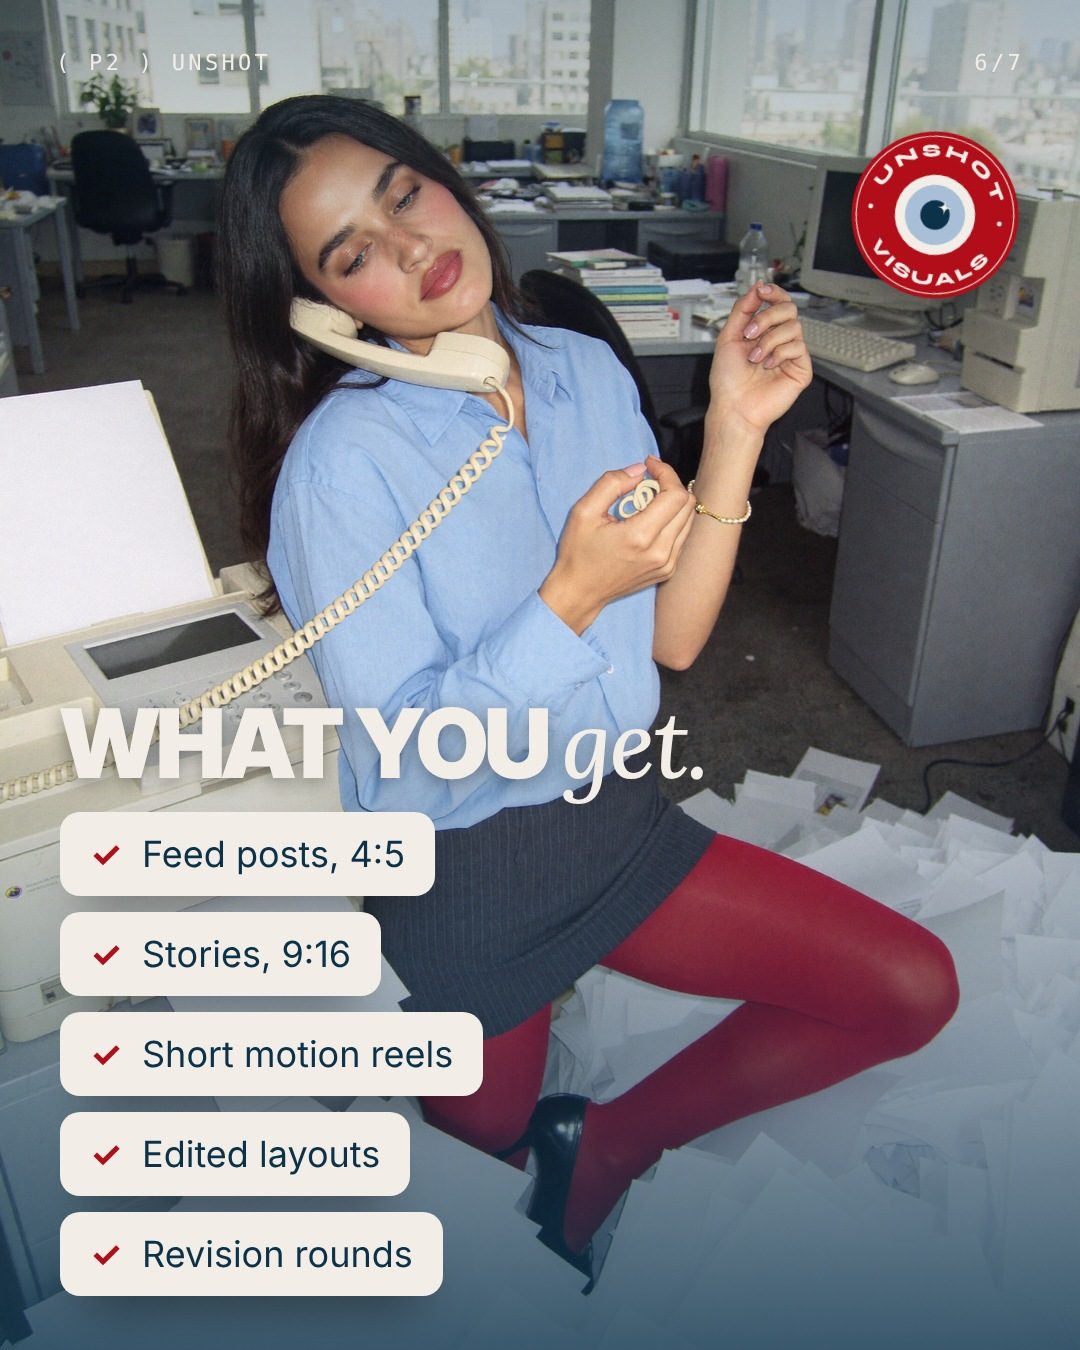 ( P2 ) UNSHOT
6/7
UNSHOT
VISUALS
WHAT YOU get.
Feed posts, 4:5
Stories, 9:16
Short motion reels
Edited layouts
Revision rounds